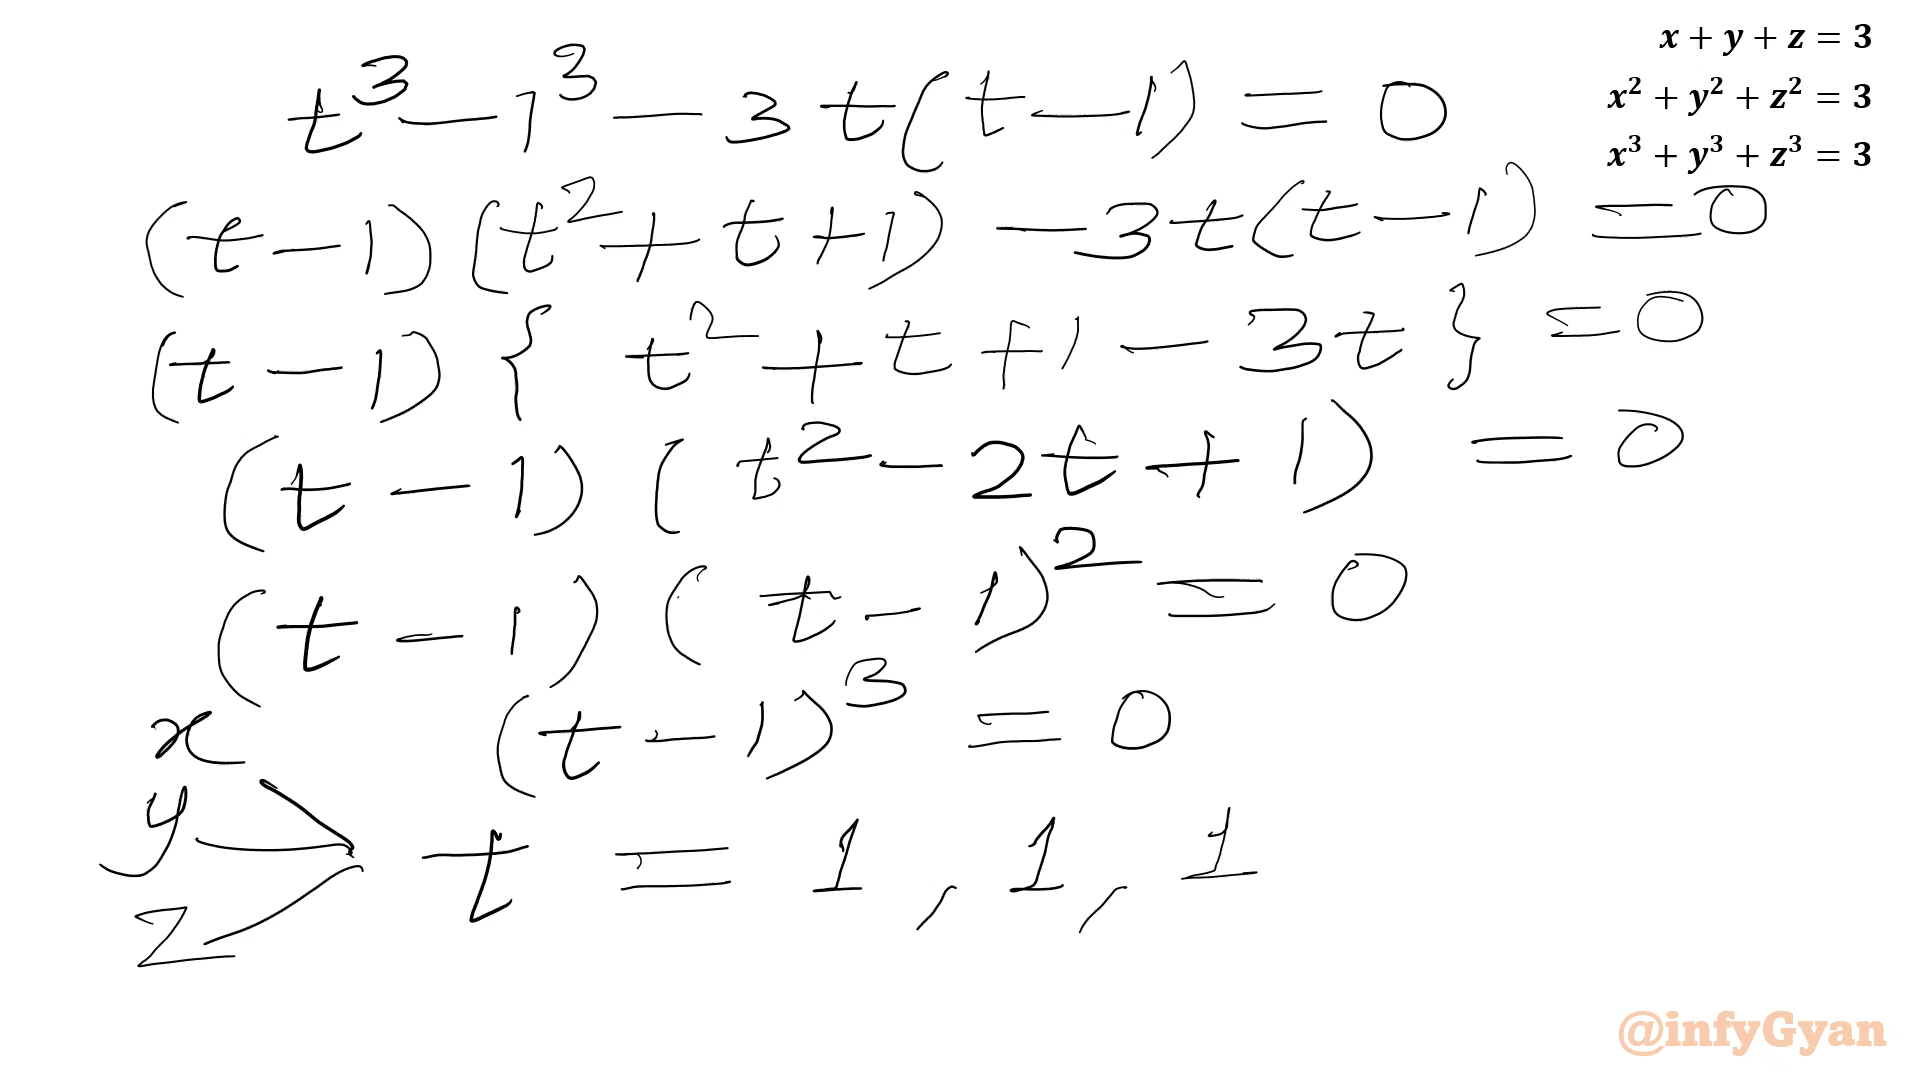 x + y + z = 3
x² + y² + z² = 3
x³ + y³ + z³ = 3
t³ - 1³ - 3t(t - 1) = 0
(t - 1)(t² + t + 1) - 3t(t - 1) = 0
(t - 1){t² + t + 1 - 3t} = 0
(t - 1)(t² - 2t + 1) = 0
(t - 1)(t - 1)² = 0
(t - 1)³ = 0
x
y
z
t = 1, 1, 1
@infyGyan